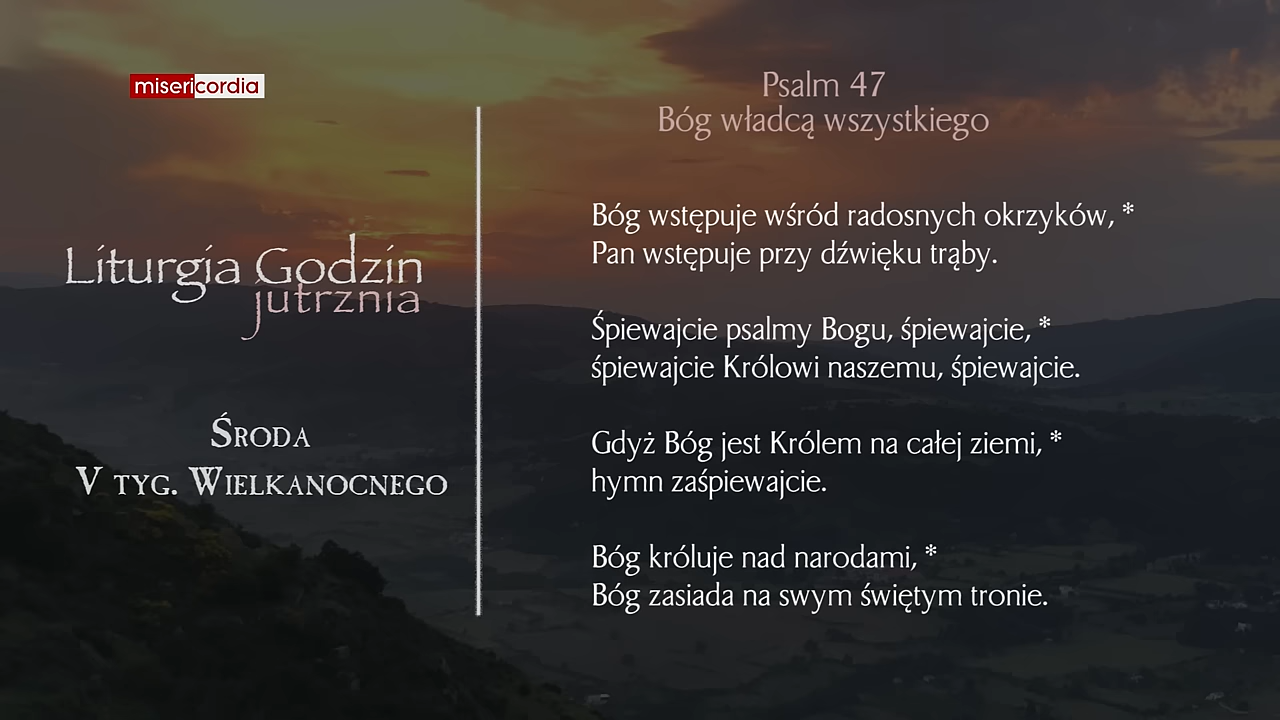 misericordia
Liturgia Godzin
jutrznia
Środa
V tyg. Wielkanocnego
Psalm 47
Bóg władcą wszystkiego
Bóg wstępuje wśród radosnych okrzyków, *
Pan wstępuje przy dźwięku trąby.
Śpiewajcie psalmy Bogu, śpiewajcie, *
śpiewajcie Królowi naszemu, śpiewajcie.
Gdyż Bóg jest Królem na całej ziemi, *
hymn zaśpiewajcie.
Bóg króluje nad narodami, *
Bóg zasiada na swym świętym tronie.